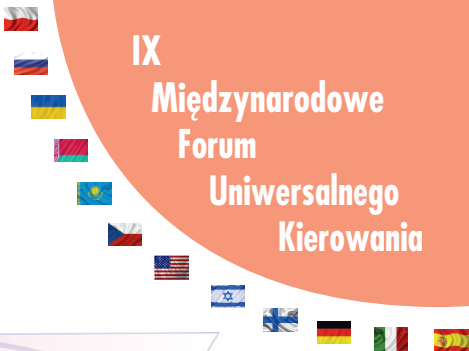 IX
Międzynarodowe
Forum
Uniwersalnego
Kierowania